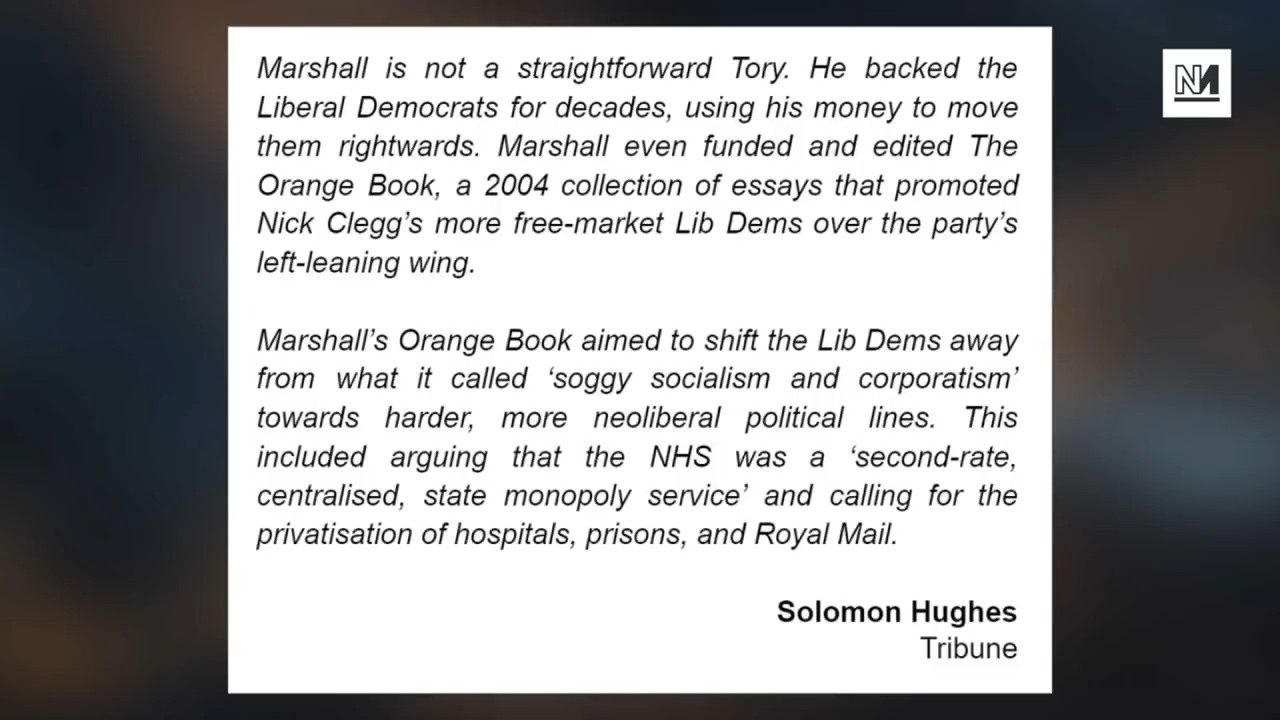 Marshall is not a straightforward Tory. He backed the
Liberal Democrats for decades, using his money to move
them rightwards. Marshall even funded and edited The
Orange Book, a 2004 collection of essays that promoted
Nick Clegg’s more free-market Lib Dems over the party’s
left-leaning wing.
Marshall’s Orange Book aimed to shift the Lib Dems away
from what it called ‘soggy socialism and corporatism’
towards harder, more neoliberal political lines. This
included arguing that the NHS was a ‘second-rate,
centralised, state monopoly service’ and calling for the
privatisation of hospitals, prisons, and Royal Mail.
Solomon Hughes
Tribune
NM